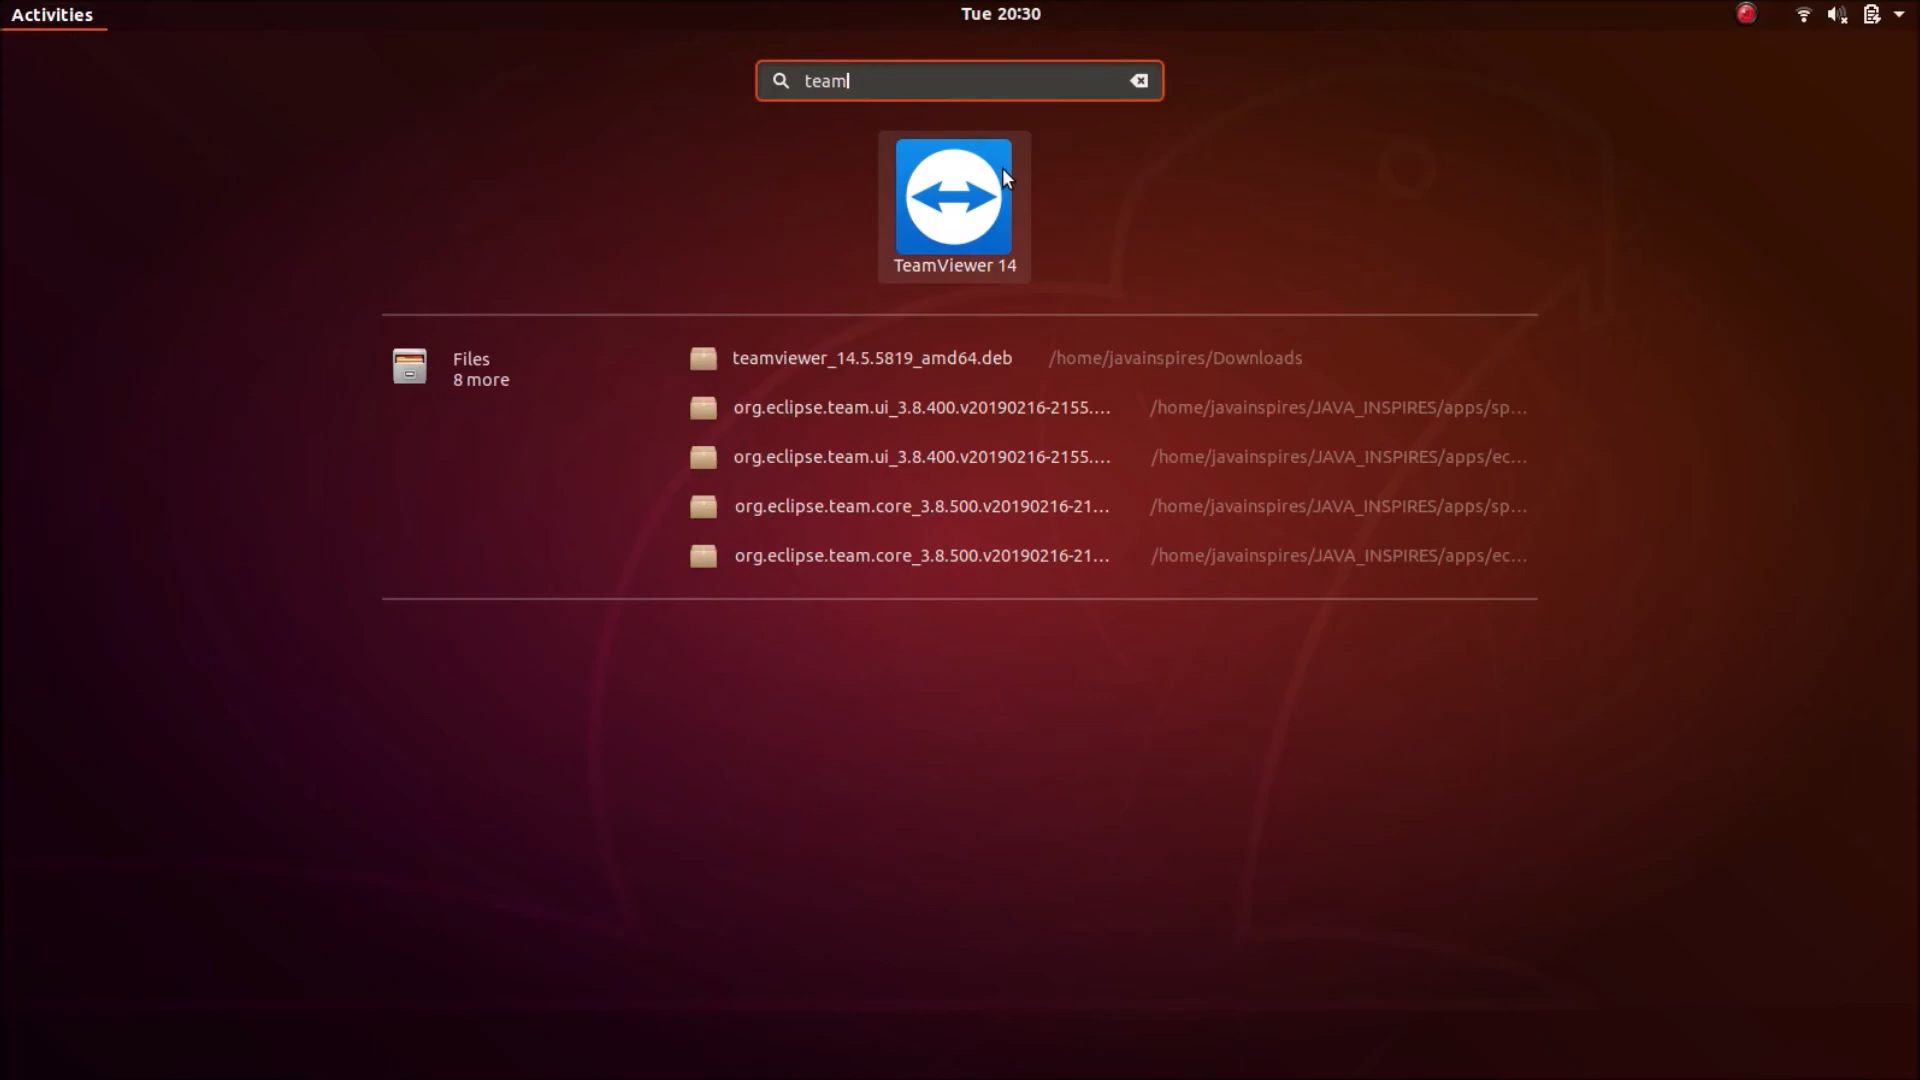 Activities
Tue 20:30
team
TeamViewer 14
Files
8 more
teamviewer_14.5.5819_amd64.deb /home/javainspires/Downloads
org.eclipse.team.ui_3.8.400.v20190216-2155.... /home/javainspires/JAVA_INSPIRES/apps/sp...
org.eclipse.team.ui_3.8.400.v20190216-2155.... /home/javainspires/JAVA_INSPIRES/apps/ec...
org.eclipse.team.core_3.8.500.v20190216-21... /home/javainspires/JAVA_INSPIRES/apps/sp...
org.eclipse.team.core_3.8.500.v20190216-21... /home/javainspires/JAVA_INSPIRES/apps/ec...